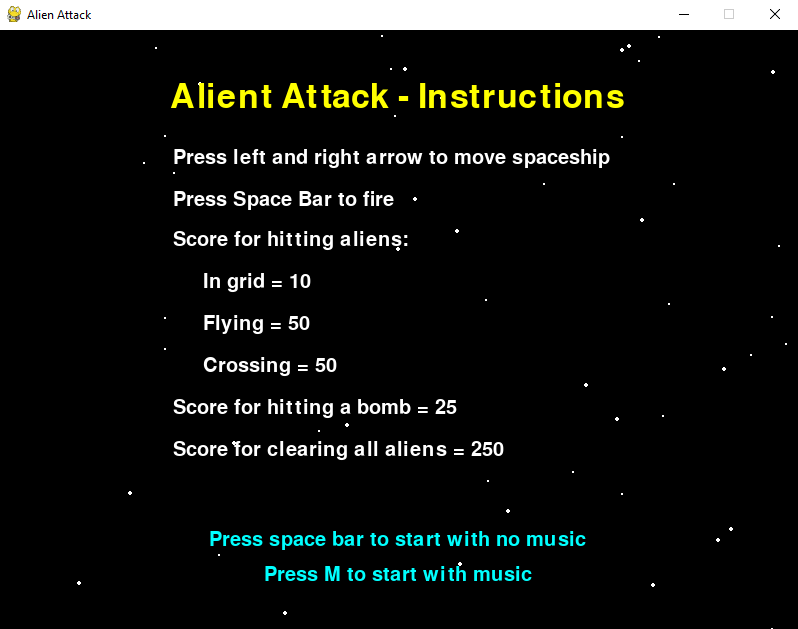 Alien Attack
Alient Attack - Instructions
Press left and right arrow to move spaceship
Press Space Bar to fire
Score for hitting aliens:
In grid = 10
Flying = 50
Crossing = 50
Score for hitting a bomb = 25
Score for clearing all aliens = 250
Press space bar to start with no music
Press M to start with music